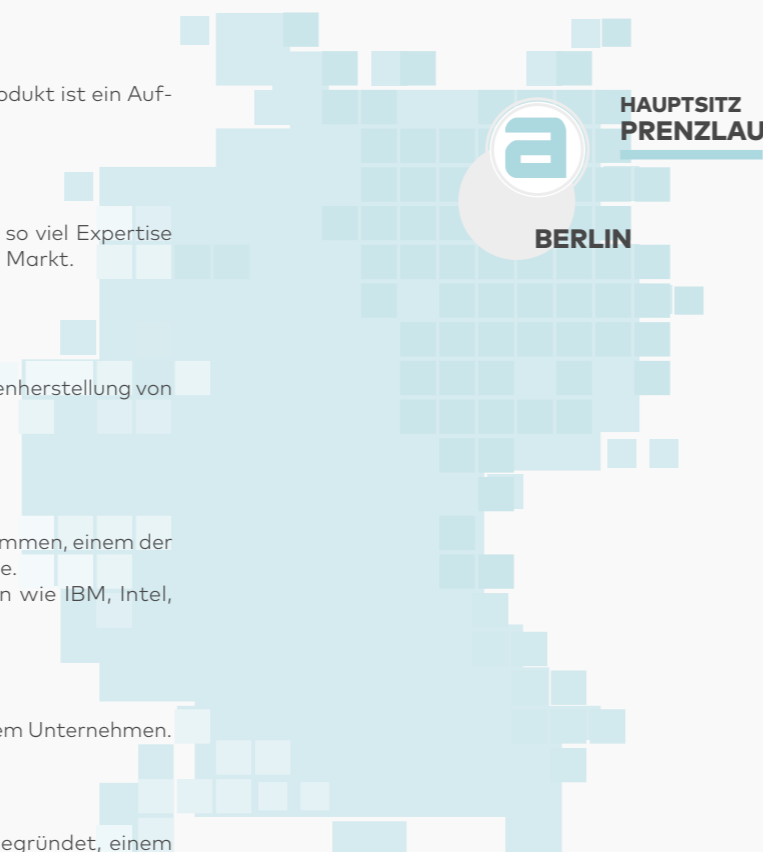 odukt ist ein Auf-
HAUPTSITZ
PRENZLAU
so viel Expertise
Markt.
BERLIN
enherstellung von
mmen, einem der
e.
n wie IBM, Intel,
em Unternehmen.
egründet, einem
a